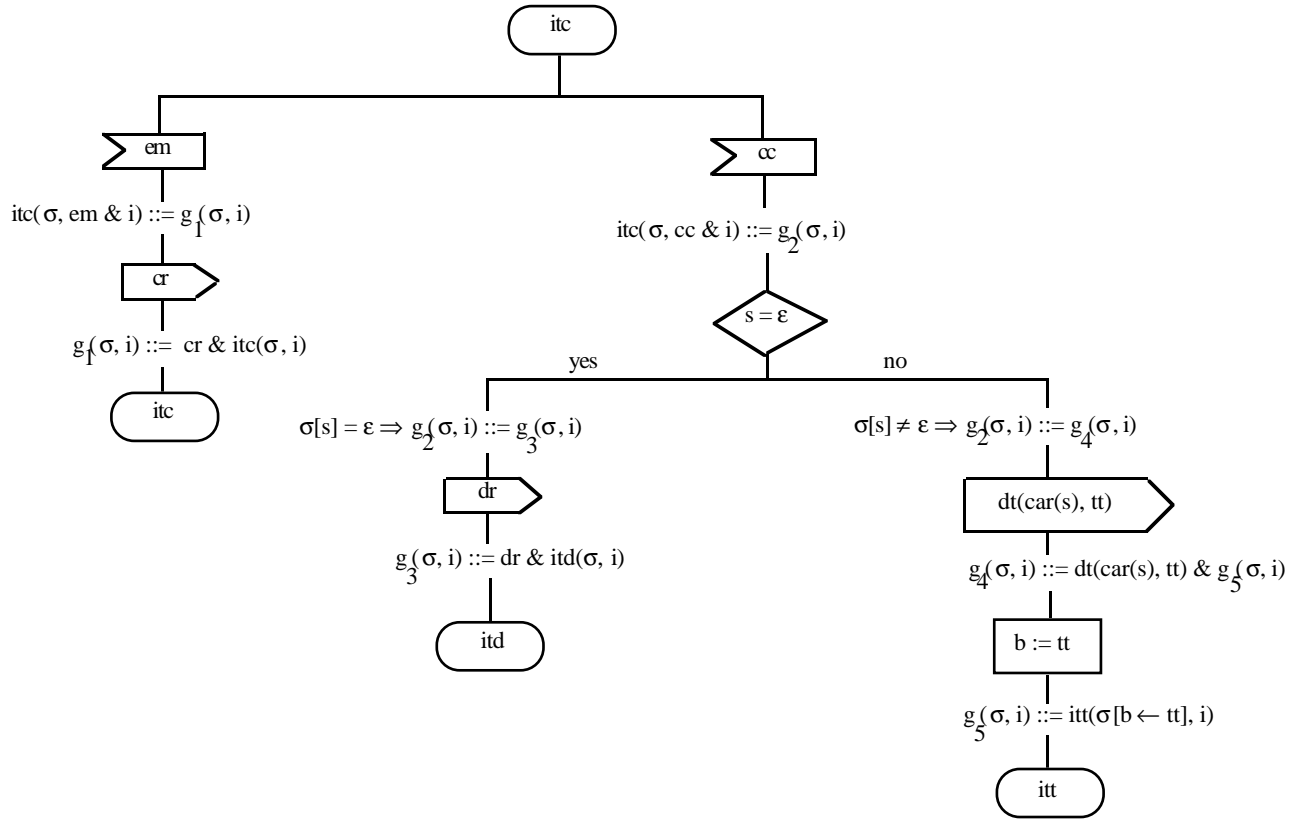 itc
em
cc
itc(σ, em & i) ::= g1(σ, i)
itc(σ, cc & i) ::= g2(σ, i)
cr
s = ε
g1(σ, i) ::= cr & itc(σ, i)
yes
no
itc
σ[s] = ε ⇒ g2(σ, i) ::= g3(σ, i)
σ[s] ≠ ε ⇒ g2(σ, i) ::= g4(σ, i)
dr
dt(car(s), tt)
g3(σ, i) ::= dr & itd(σ, i)
g4(σ, i) ::= dt(car(s), tt) & g5(σ, i)
itd
b := tt
g5(σ, i) ::= itt(σ[b ← tt], i)
itt